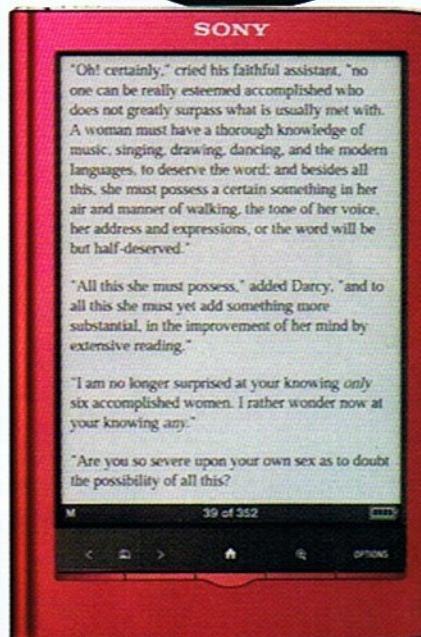 SONY
"Oh! certainly," cried his faithful assistant, "no
one can be really esteemed accomplished who
does not greatly surpass what is usually met with.
A woman must have a thorough knowledge of
music, singing, drawing, dancing, and the modern
languages, to deserve the word; and besides all
this, she must possess a certain something in her
air and manner of walking, the tone of her voice,
her address and expressions, or the word will be
but half-deserved."
"All this she must possess," added Darcy, "and to
all this she must yet add something more
substantial, in the improvement of her mind by
extensive reading."
"I am no longer surprised at your knowing only
six accomplished women. I rather wonder now at
your knowing any."
"Are you so severe upon your own sex as to doubt
the possibility of all this?
M 39 of 352
< > OPTIONS